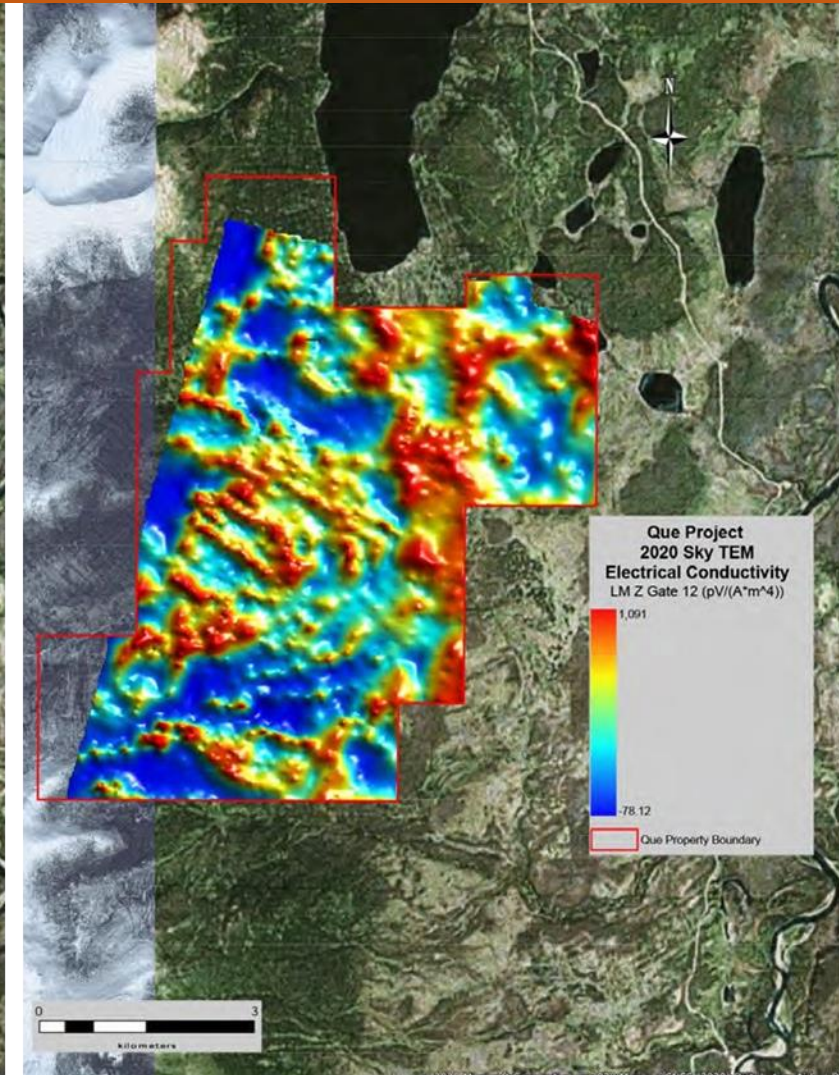 N
Que Project
2020 Sky TEM
Electrical Conductivity
LM Z Gate 12 (pV/(A*m^4))
1,091
-78.12
Que Property Boundary
0 3
kilometers